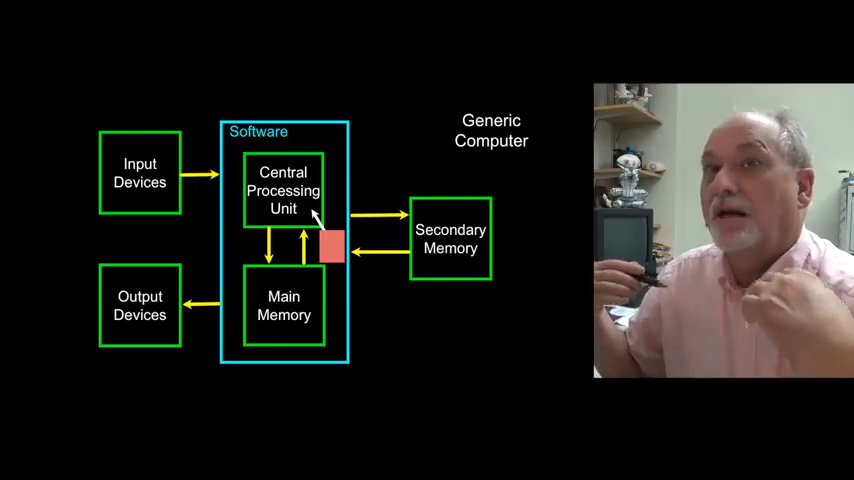 Software
Generic
Computer
Input
Devices
Central
Processing
Unit
Secondary
Memory
Output
Devices
Main
Memory